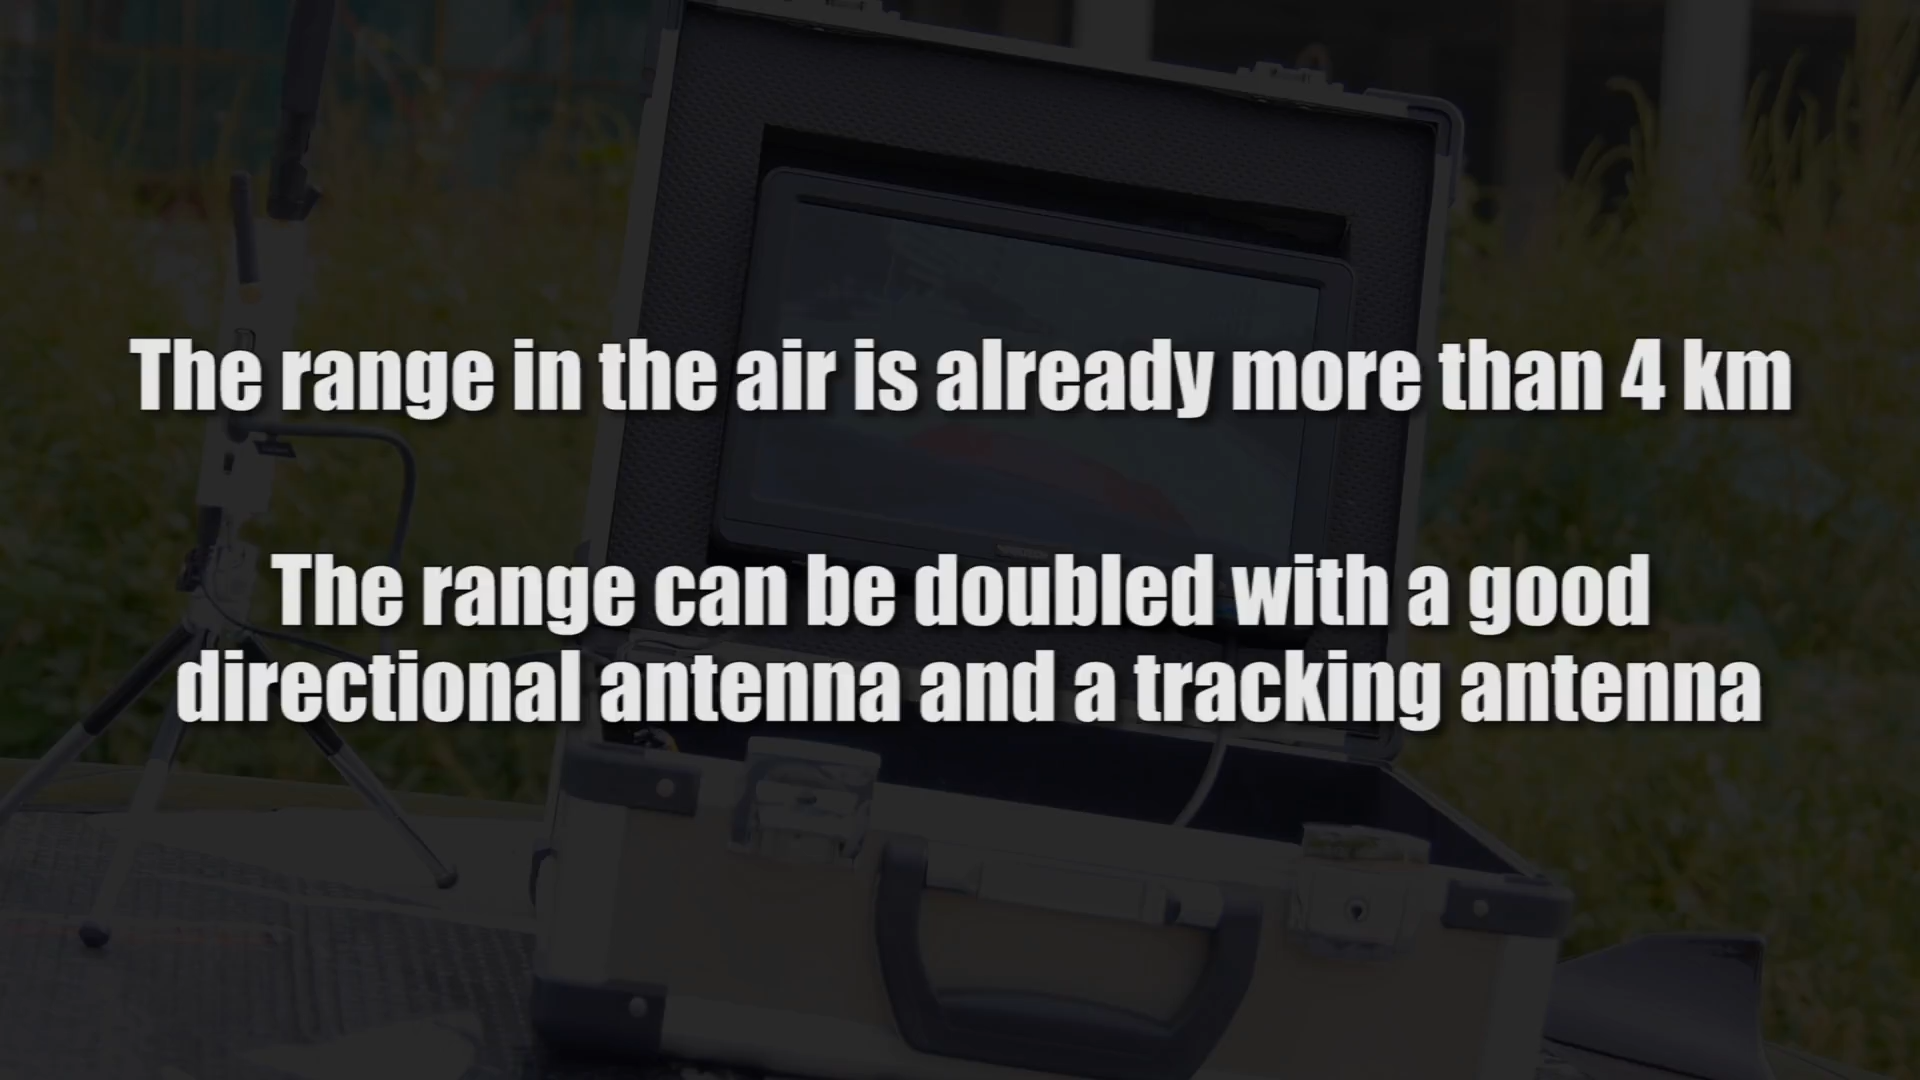 The range in the air is already more than 4 km
The range can be doubled with a good
directional antenna and a tracking antenna